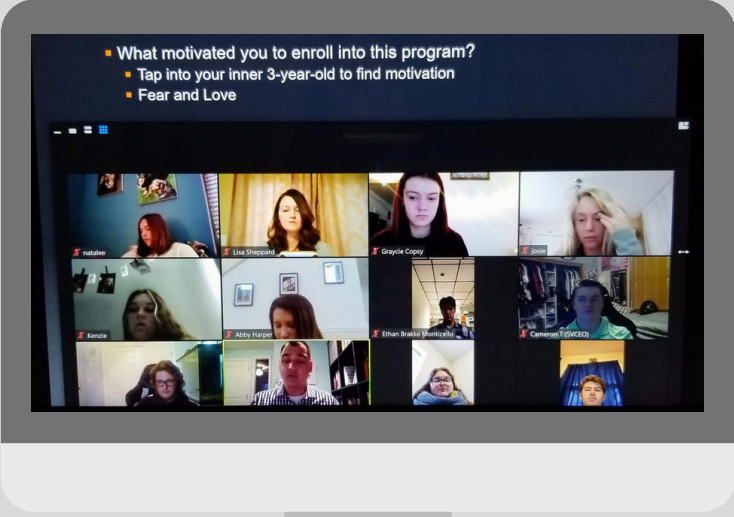 What motivated you to enroll into this program?
Tap into your inner 3-year-old to find motivation
Fear and Love
natalee
Lisa Sheppard
Graycie Copsy
josie
Kenzie
Abby Harper
Ethan Brakke Monticello
Cameron T (SVCEO)